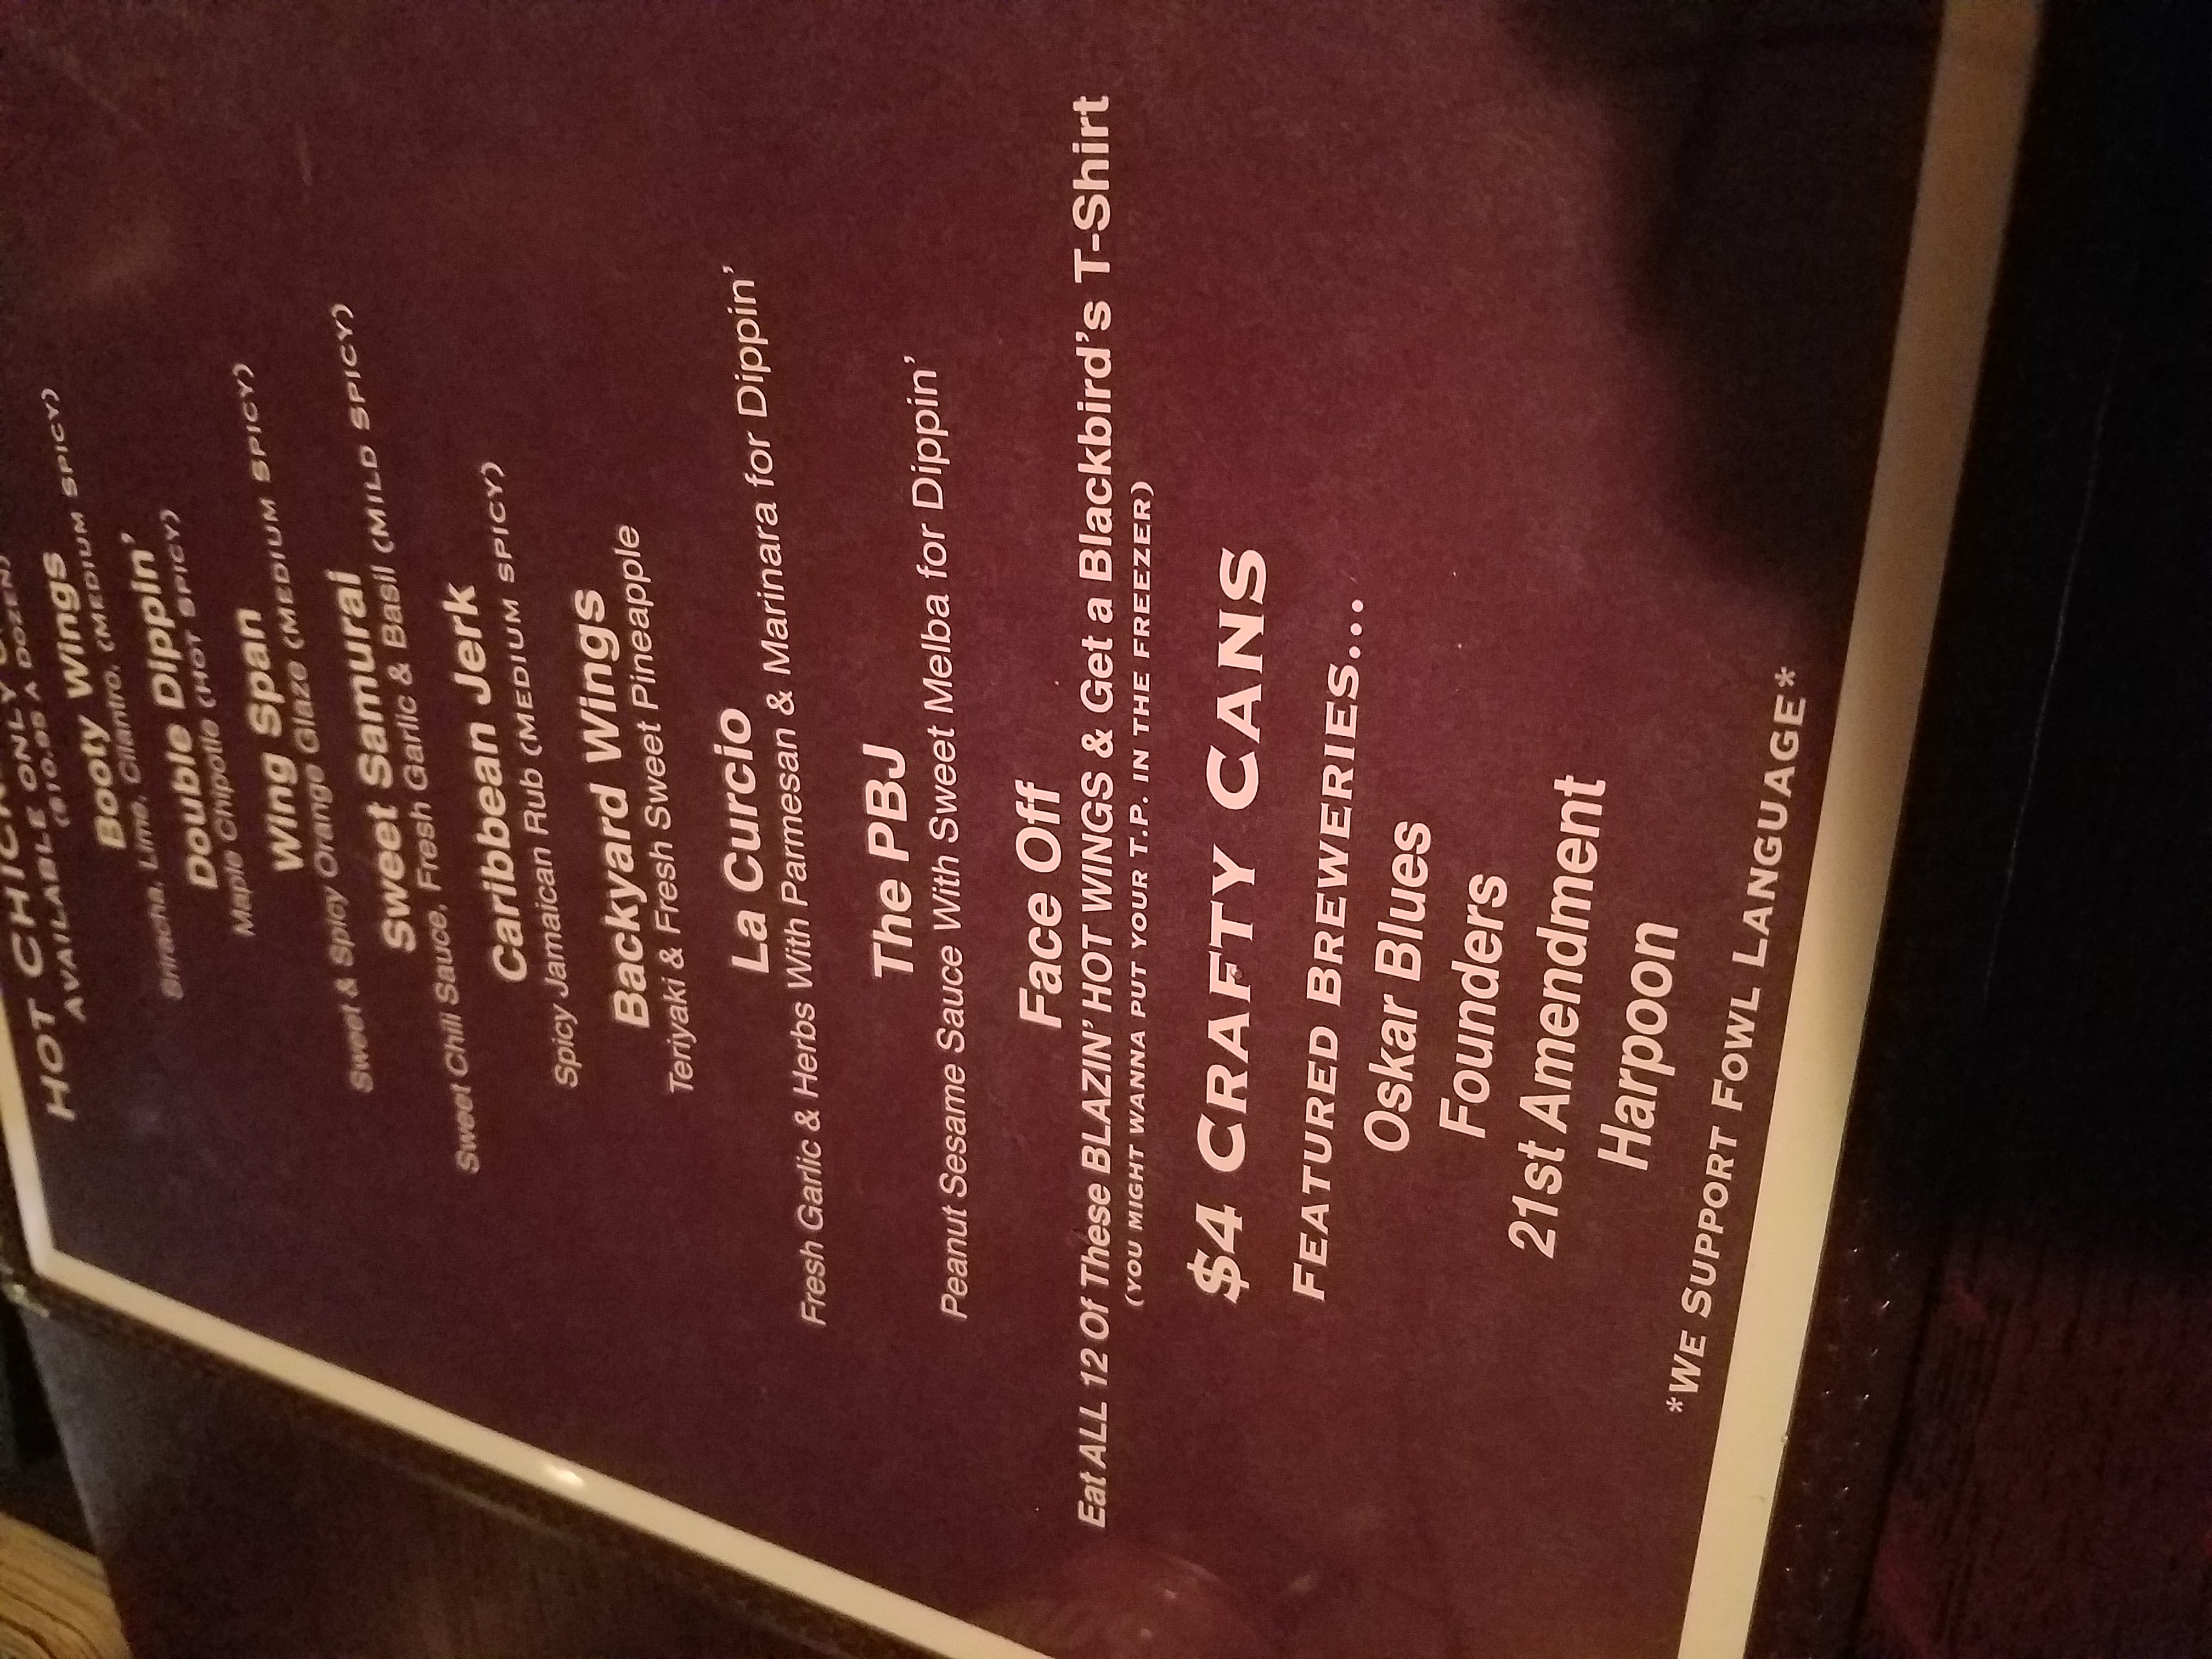 HOT CHICK
AVAILABLE ONLY
A DOZEN)
Booty Wings
Sriracha, Lime, Cilantro. (MEDIUM SPICY)
Double Dippin'
Maple Chipotle (HOT SPICY)
Wing Span
Sweet & Spicy Orange Glaze (MEDIUM SPICY)
Sweet Samurai
Sweet Chili Sauce, Fresh Garlic & Basil (MILD SPICY)
Caribbean Jerk
Spicy Jamaican Rub (MEDIUM SPICY)
Backyard Wings
Teriyaki & Fresh Sweet Pineapple
La Curcio
Fresh Garlic & Herbs With Parmesan & Marinara for Dippin'
The PBJ
Peanut Sesame Sauce With Sweet Melba for Dippin'
Face Off
Eat ALL 12 Of These BLAZIN' HOT WINGS & Get a Blackbird's T-Shirt
(YOU MIGHT WANNA PUT YOUR T.P. IN THE FREEZER)
$4 CRAFTY CANS
FEATURED BREWERIES....
Oskar Blues
Founders
21st Amendment
Harpoon
*WE SUPPORT FOWL LANGUAGE*